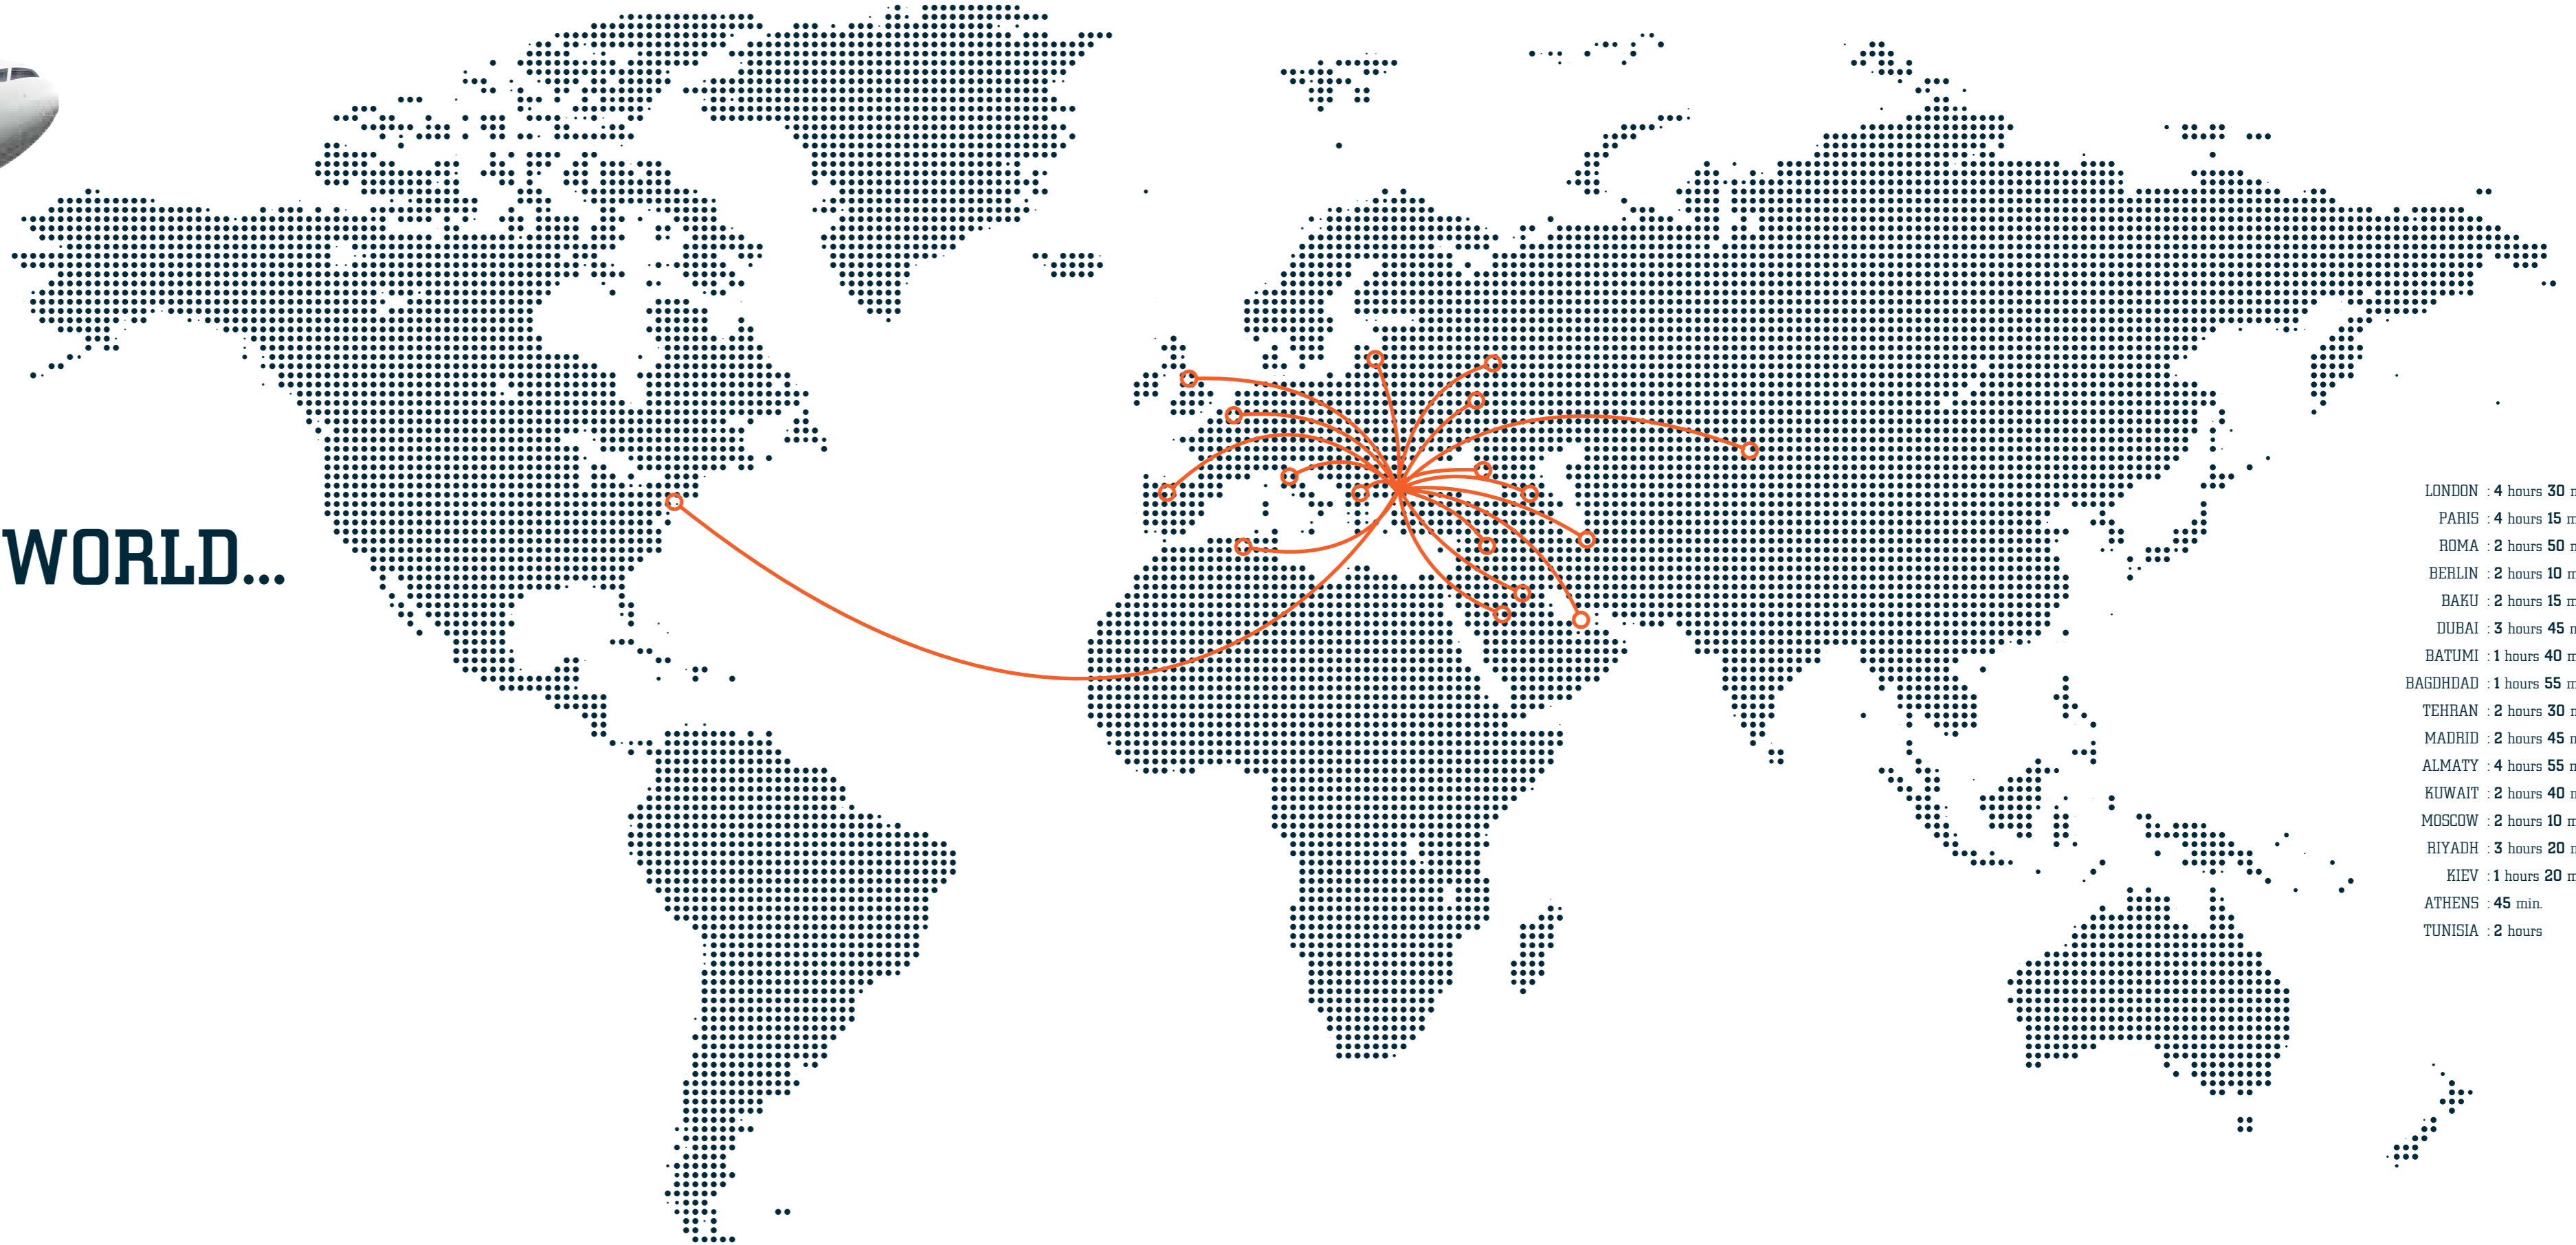 WORLD...
LONDON : 4 hours 30
PARIS : 4 hours 15
ROMA : 2 hours 50
BERLIN : 2 hours 10
BAKU : 2 hours 15
DUBAI : 3 hours 45
BATUMI : 1 hours 40
BAGDHDAD : 1 hours 55
TEHRAN : 2 hours 30
MADRID : 2 hours 45
ALMATY : 4 hours 55
KUWAIT : 2 hours 40
MOSCOW : 2 hours 10
RIYADH : 3 hours 20
KIEV : 1 hours 20
ATHENS : 45 min.
TUNISIA : 2 hours